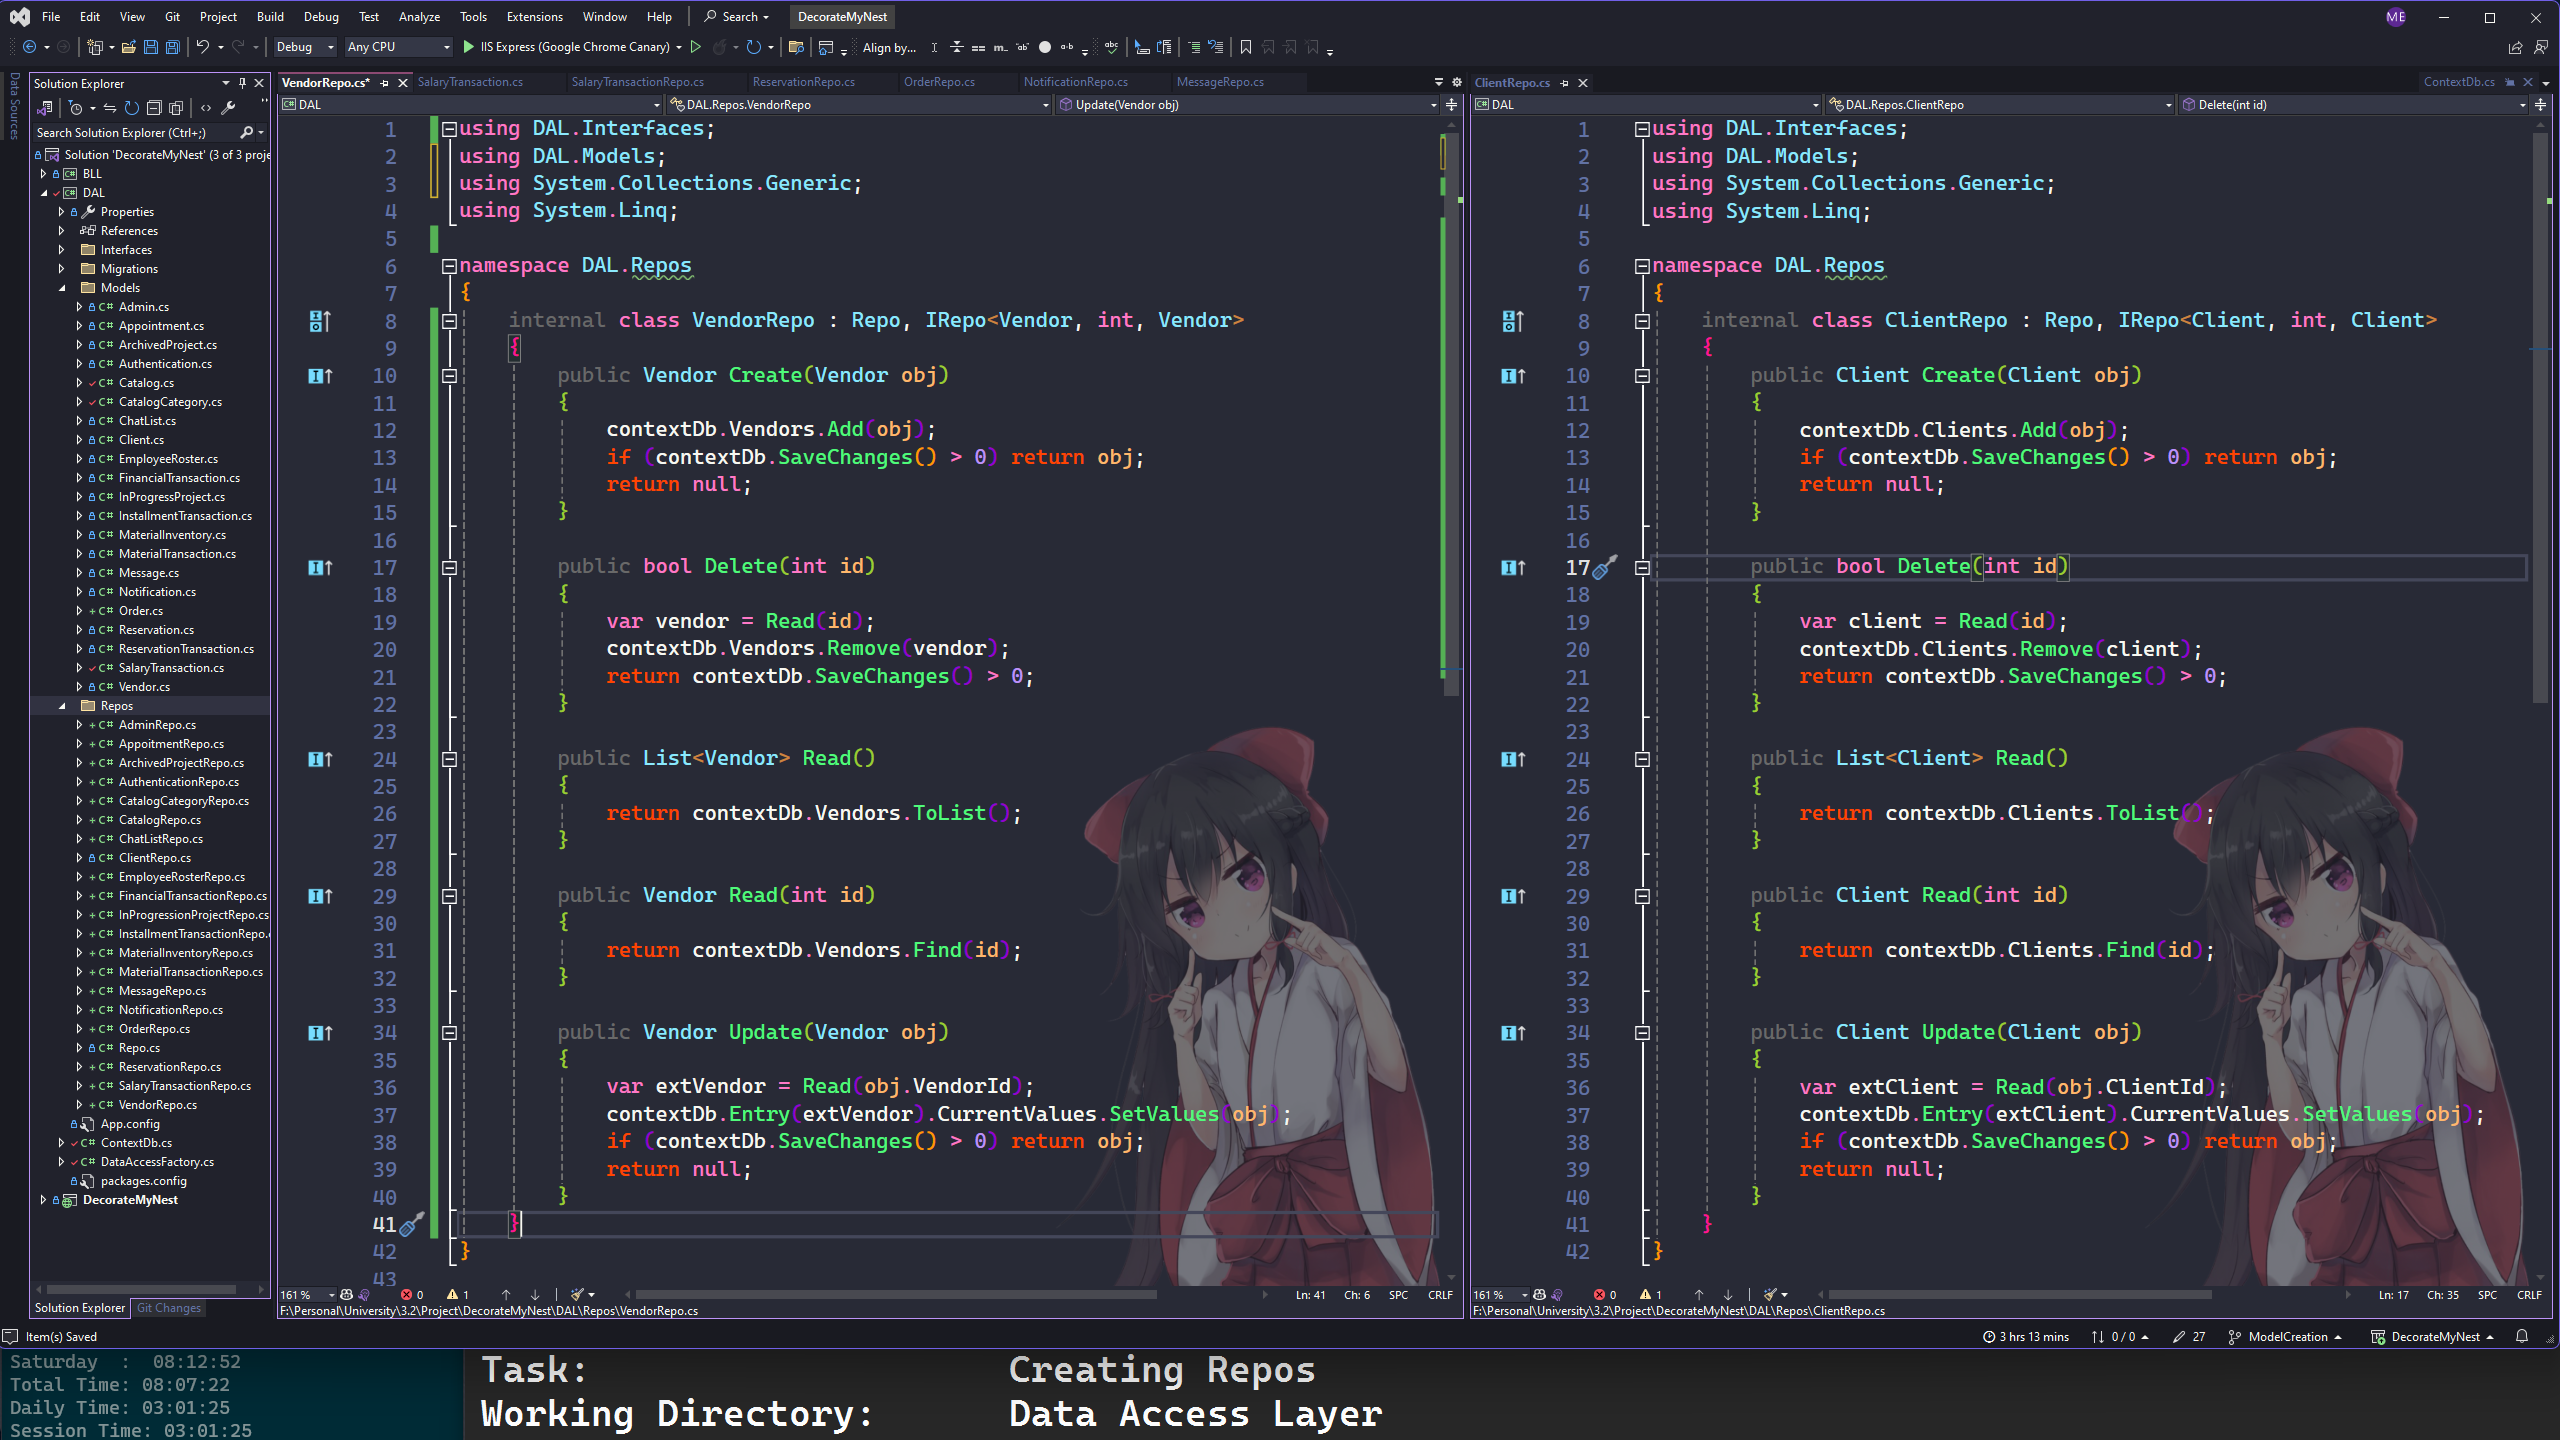 File Edit View Git Project Build Debug Test Analyze Tools Extensions Window Help Search DecorateMyNest ME
Debug Any CPU IIS Express (Google Chrome Canary) Align by...
Data Sources
Solution Explorer
Search Solution Explorer (Ctrl+;)
Solution 'DecorateMyNest' (3 of 3 proje
BLL
DAL
Properties
References
Interfaces
Migrations
Models
Admin.cs
Appointment.cs
ArchivedProject.cs
Authentication.cs
Catalog.cs
CatalogCategory.cs
ChatList.cs
Client.cs
EmployeeRoster.cs
FinancialTransaction.cs
InProgressProject.cs
InstallmentTransaction.cs
MaterialInventory.cs
MaterialTransaction.cs
Message.cs
Notification.cs
Order.cs
Reservation.cs
ReservationTransaction.cs
SalaryTransaction.cs
Vendor.cs
Repos
AdminRepo.cs
AppoitmentRepo.cs
ArchivedProjectRepo.cs
AuthenticationRepo.cs
CatalogCategoryRepo.cs
CatalogRepo.cs
ChatListRepo.cs
ClientRepo.cs
EmployeeRosterRepo.cs
FinancialTransactionRepo.cs
InProgressionProjectRepo.cs
InstallmentTransactionRepo.
MaterialInventoryRepo.cs
MaterialTransactionRepo.cs
MessageRepo.cs
NotificationRepo.cs
OrderRepo.cs
Repo.cs
ReservationRepo.cs
SalaryTransactionRepo.cs
VendorRepo.cs
App.config
ContextDb.cs
DataAccessFactory.cs
packages.config
DecorateMyNest
Solution Explorer Git Changes
VendorRepo.cs* SalaryTransaction.cs SalaryTransactionRepo.cs ReservationRepo.cs OrderRepo.cs NotificationRepo.cs MessageRepo.cs
DAL DAL.Repos.VendorRepo Update(Vendor obj)
1 using DAL.Interfaces;
2 using DAL.Models;
3 using System.Collections.Generic;
4 using System.Linq;
5
6 namespace DAL.Repos
7 {
8 internal class VendorRepo : Repo, IRepo<Vendor, int, Vendor>
9 {
10 public Vendor Create(Vendor obj)
11 {
12 contextDb.Vendors.Add(obj);
13 if (contextDb.SaveChanges() > 0) return obj;
14 return null;
15 }
16
17 public bool Delete(int id)
18 {
19 var vendor = Read(id);
20 contextDb.Vendors.Remove(vendor);
21 return contextDb.SaveChanges() > 0;
22 }
23
24 public List<Vendor> Read()
25 {
26 return contextDb.Vendors.ToList();
27 }
28
29 public Vendor Read(int id)
30 {
31 return contextDb.Vendors.Find(id);
32 }
33
34 public Vendor Update(Vendor obj)
35 {
36 var extVendor = Read(obj.VendorId);
37 contextDb.Entry(extVendor).CurrentValues.SetValues(obj);
38 if (contextDb.SaveChanges() > 0) return obj;
39 return null;
40 }
41 }
42 }
43
161 % 0 1 Ln: 41 Ch: 6 SPC CRLF
F:\Personal\University\3.2\Project\DecorateMyNest\DAL\Repos\VendorRepo.cs
ClientRepo.cs ContextDb.cs
DAL DAL.Repos.ClientRepo Delete(int id)
1 using DAL.Interfaces;
2 using DAL.Models;
3 using System.Collections.Generic;
4 using System.Linq;
5
6 namespace DAL.Repos
7 {
8 internal class ClientRepo : Repo, IRepo<Client, int, Client>
9 {
10 public Client Create(Client obj)
11 {
12 contextDb.Clients.Add(obj);
13 if (contextDb.SaveChanges() > 0) return obj;
14 return null;
15 }
16
17 public bool Delete(int id)
18 {
19 var client = Read(id);
20 contextDb.Clients.Remove(client);
21 return contextDb.SaveChanges() > 0;
22 }
23
24 public List<Client> Read()
25 {
26 return contextDb.Clients.ToList();
27 }
28
29 public Client Read(int id)
30 {
31 return contextDb.Clients.Find(id);
32 }
33
34 public Client Update(Client obj)
35 {
36 var extClient = Read(obj.ClientId);
37 contextDb.Entry(extClient).CurrentValues.SetValues(obj);
38 if (contextDb.SaveChanges() > 0) return obj;
39 return null;
40 }
41 }
42 }
161 % 0 1 Ln: 17 Ch: 35 SPC CRLF
F:\Personal\University\3.2\Project\DecorateMyNest\DAL\Repos\ClientRepo.cs
Item(s) Saved 3 hrs 13 mins 0 / 0 27 ModelCreation DecorateMyNest
Saturday : 08:12:52
Total Time: 08:07:22
Daily Time: 03:01:25
Session Time: 03:01:25
Task: Creating Repos
Working Directory: Data Access Layer